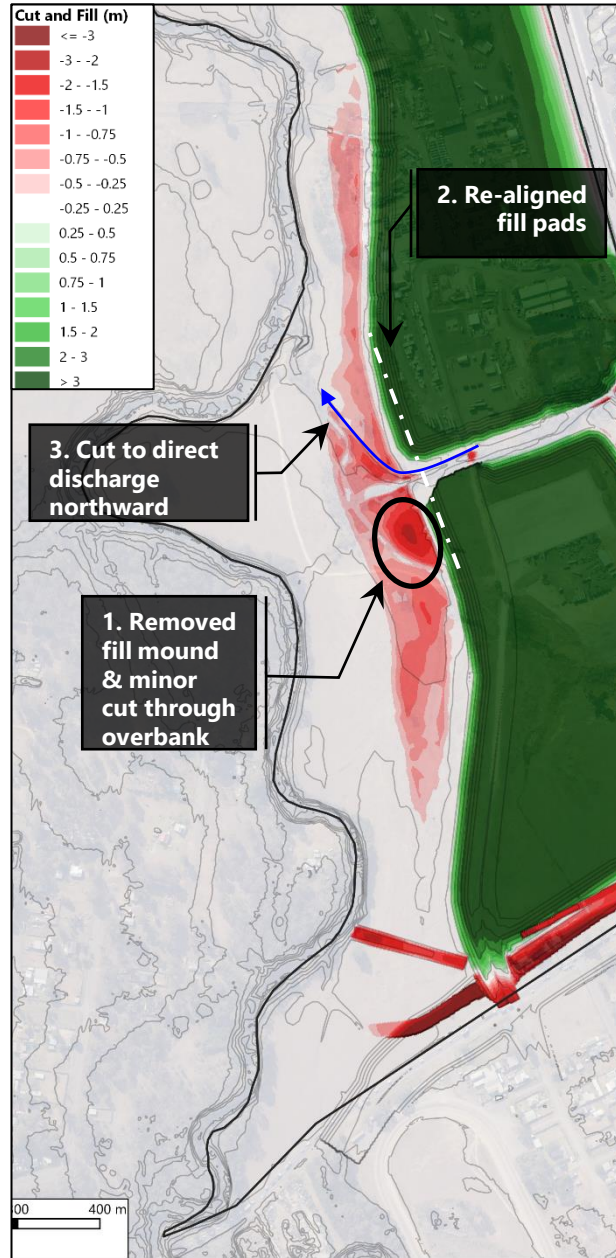 Cut and Fill (m)
<= -3
-3 - -2
-2 - -1.5
-1.5 - -1
-1 - -0.75
-0.75 - -0.5
-0.5 - -0.25
-0.25 - 0.25
0.25 - 0.5
0.5 - 0.75
0.75 - 1
1 - 1.5
1.5 - 2
2 - 3
> 3
2. Re-aligned
fill pads
3. Cut to direct
discharge
northward
1. Removed
fill mound
& minor
cut through
overbank
400 m